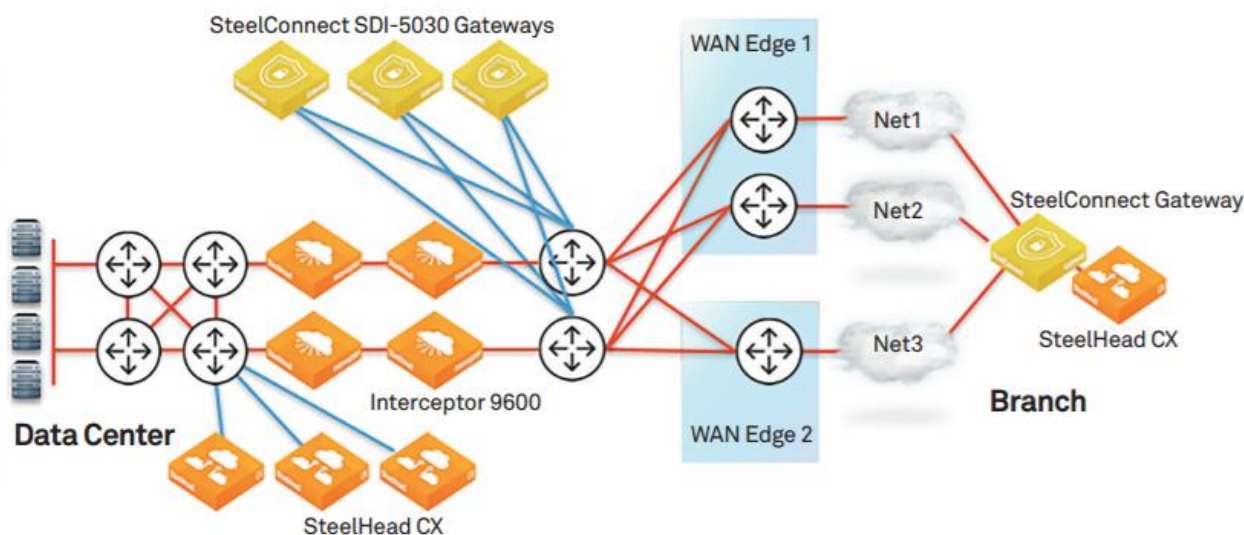 SteelConnect SDI-5030 Gateways
WAN Edge 1
Net1
SteelConnect Gateway
Net2
SteelHead CX
Net3
Interceptor 9600
Branch
Data Center
WAN Edge 2
SteelHead CX